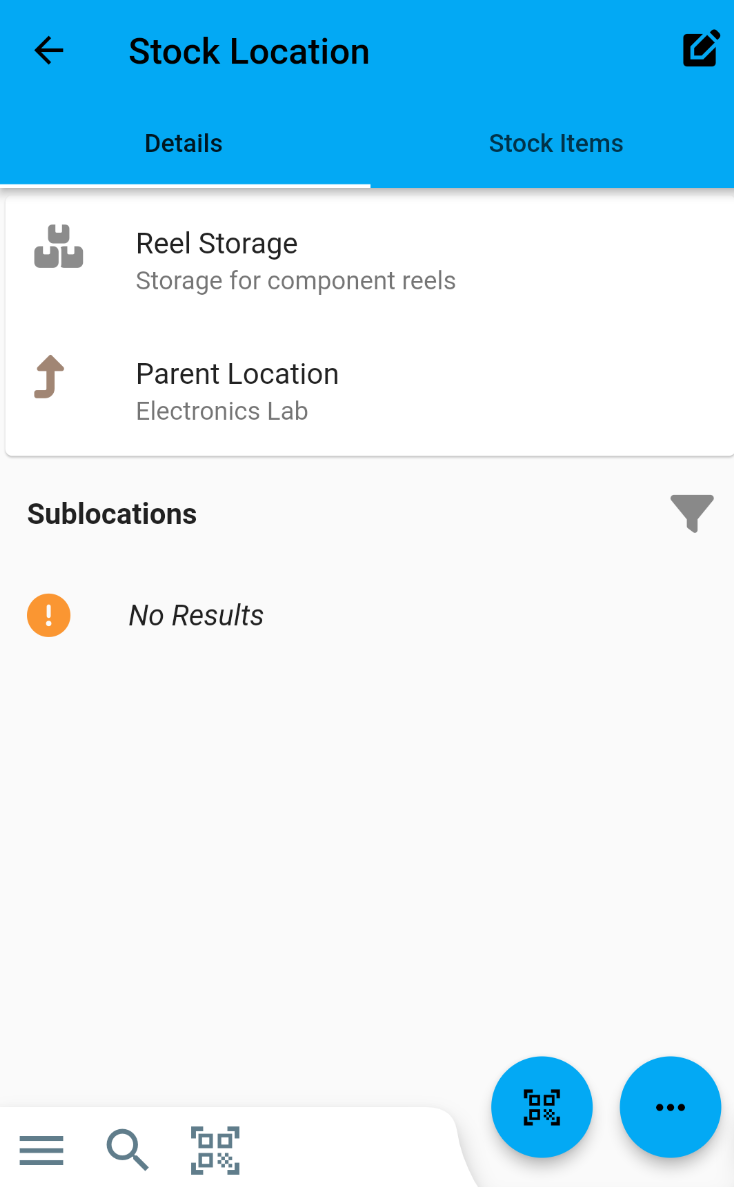 Stock Location
Details
Stock Items
Reel Storage
Storage for component reels
Parent Location
Electronics Lab
Sublocations
No Results